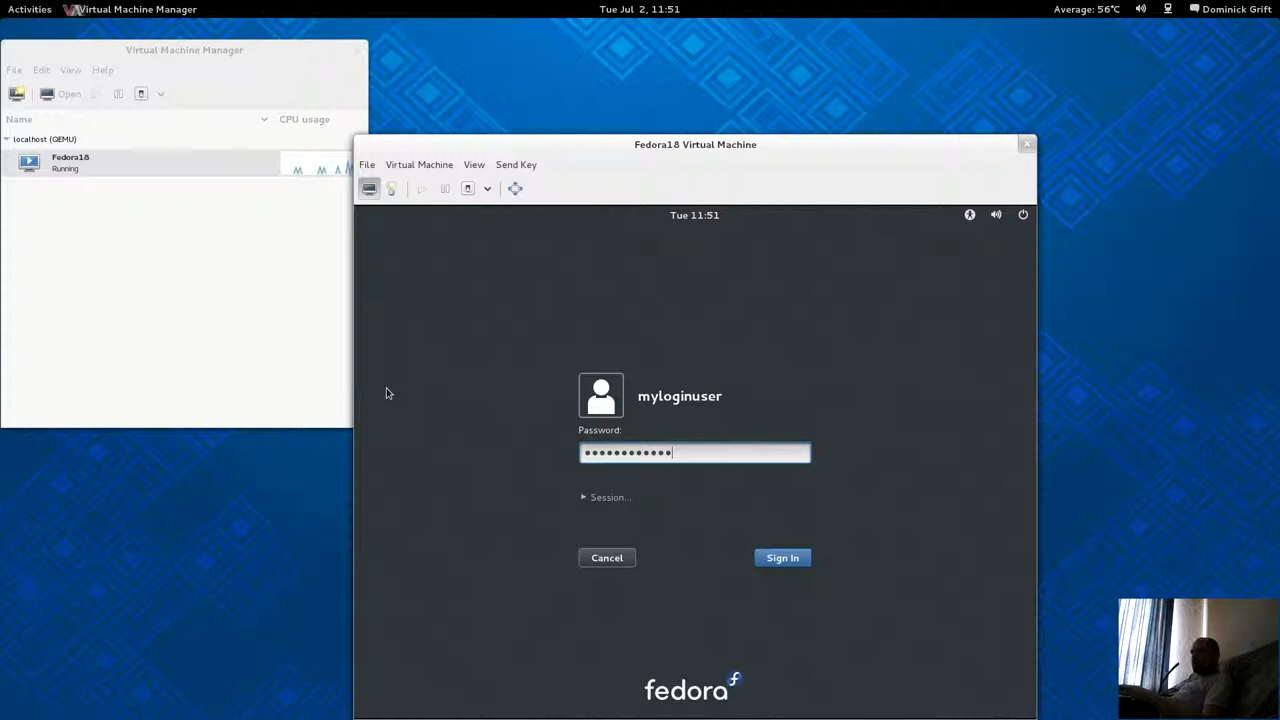 Activities Virtual Machine Manager Tue Jul 2, 11:51 Average: 56°C Dominick Grift
Virtual Machine Manager
File Edit View Help
Open
Name CPU usage
localhost (QEMU)
Fedora18
Running
Fedora18 Virtual Machine
File Virtual Machine View Send Key
Tue 11:51
myloginuser
Password:
Session...
Cancel Sign In
fedora